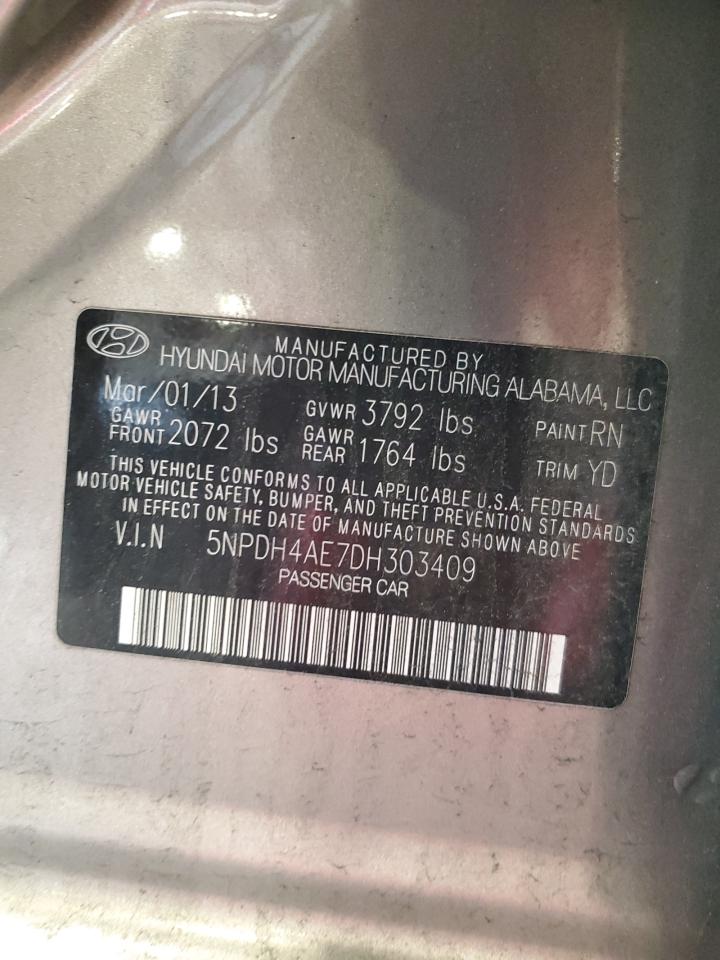 MANUFACTURED BY
HYUNDAI MOTOR MANUFACTURING ALABAMA, LLC
Mar/01/13 GVWR 3792 lbs PAINT RN
GAWR FRONT 2072 lbs GAWR REAR 1764 lbs TRIM YD
THIS VEHICLE CONFORMS TO ALL APPLICABLE U.S.A. FEDERAL
MOTOR VEHICLE SAFETY, BUMPER, AND THEFT PREVENTION STANDARDS
IN EFFECT ON THE DATE OF MANUFACTURE SHOWN ABOVE
V.I.N 5NPDH4AE7DH303409
PASSENGER CAR